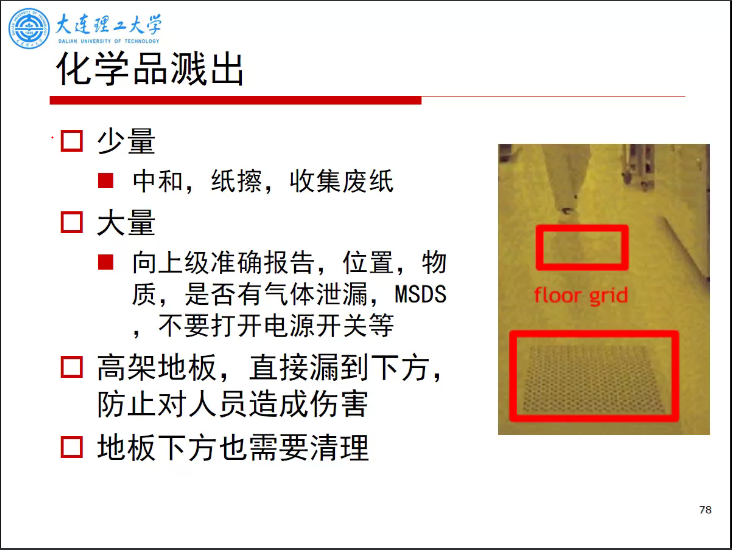 大连理工大学
DALIAN UNIVERSITY OF TECHNOLOGY
化学品溅出
少量
中和，纸擦，收集废纸
大量
向上级准确报告，位置，物
质，是否有气体泄漏，MSDS
，不要打开电源开关等
高架地板，直接漏到下方，
防止对人员造成伤害
地板下方也需要清理
floor grid
78